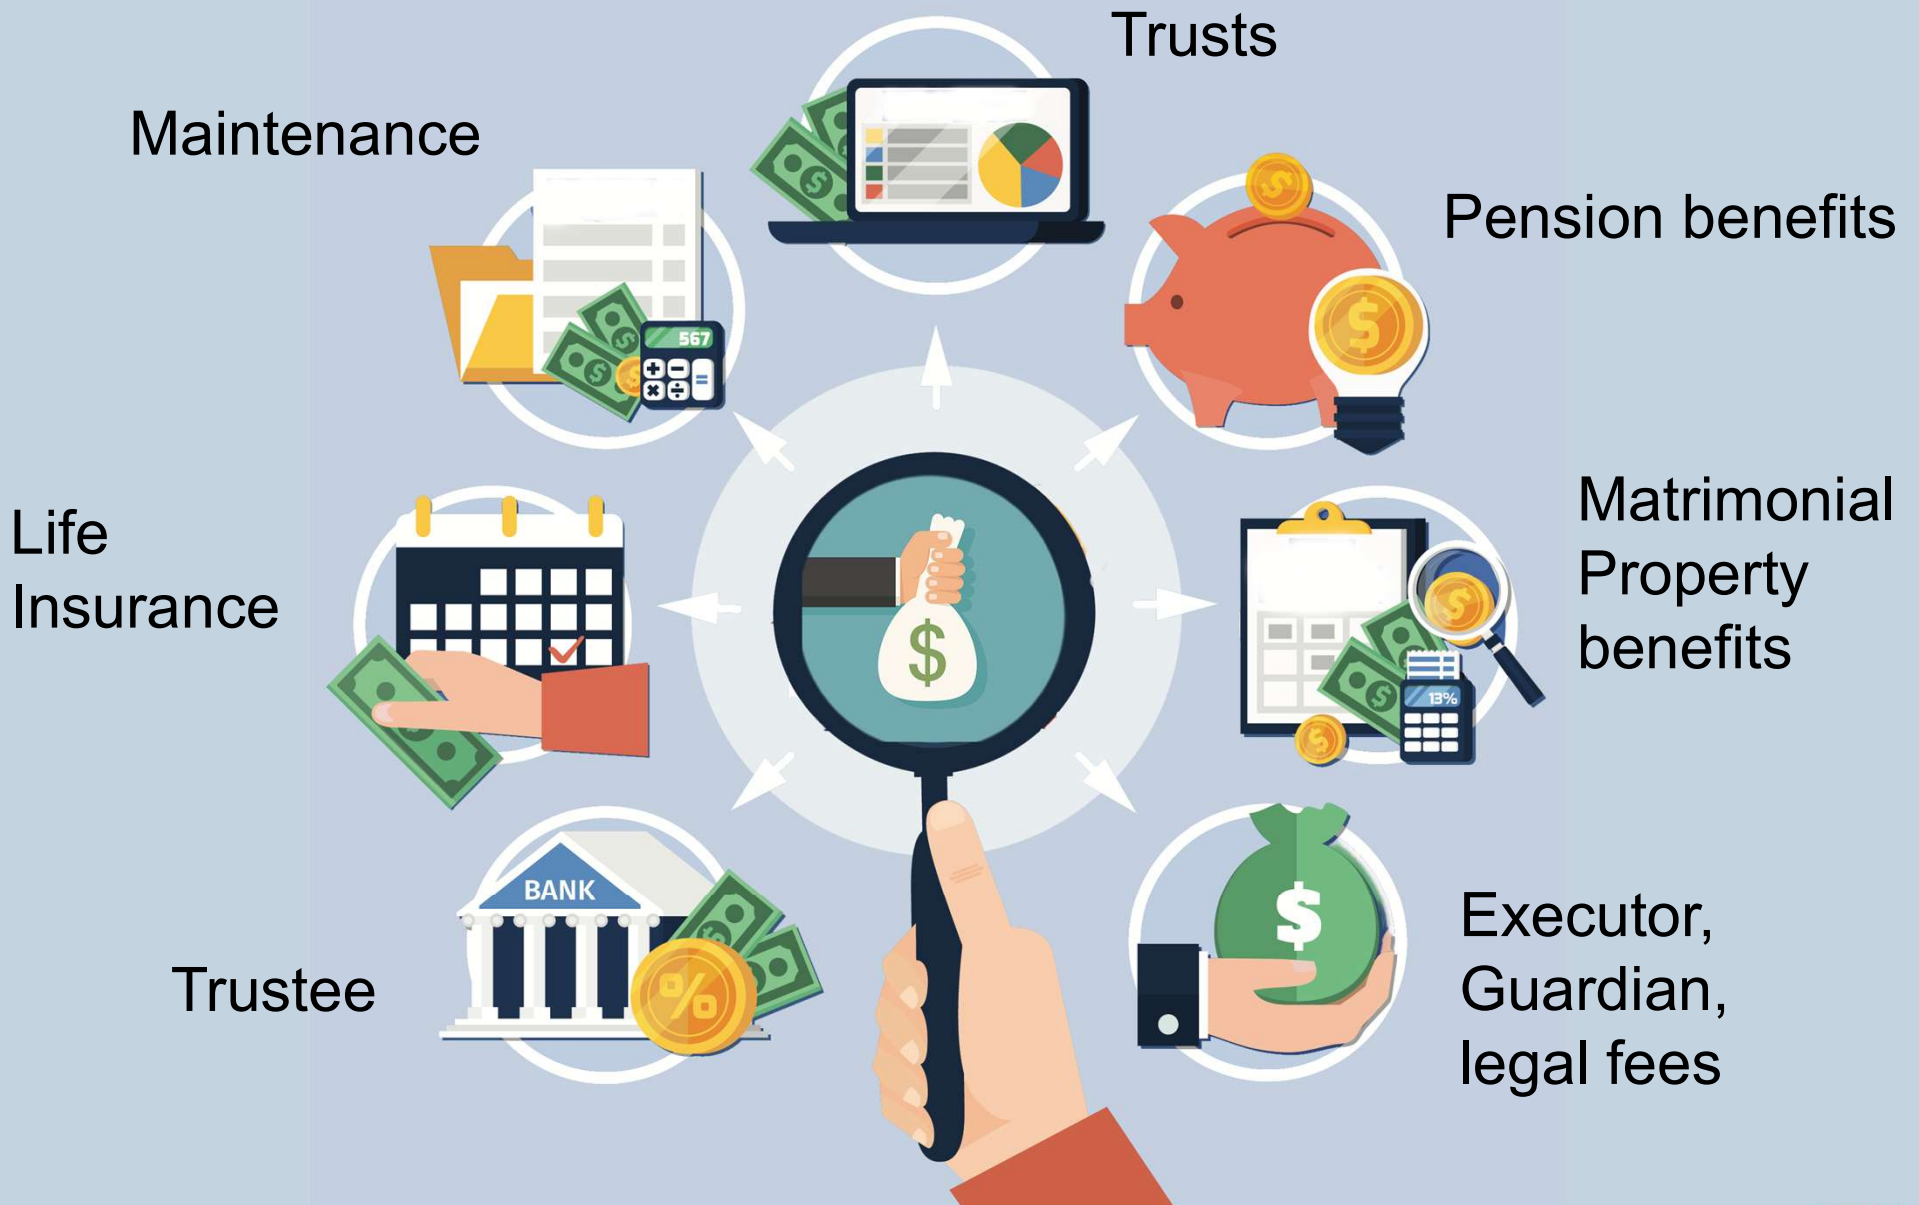 Trusts
Maintenance
Pension benefits
567
Life
Insurance
Matrimonial
Property
benefits
$
13%
BANK
Trustee
%
$
Executor,
Guardian,
legal fees